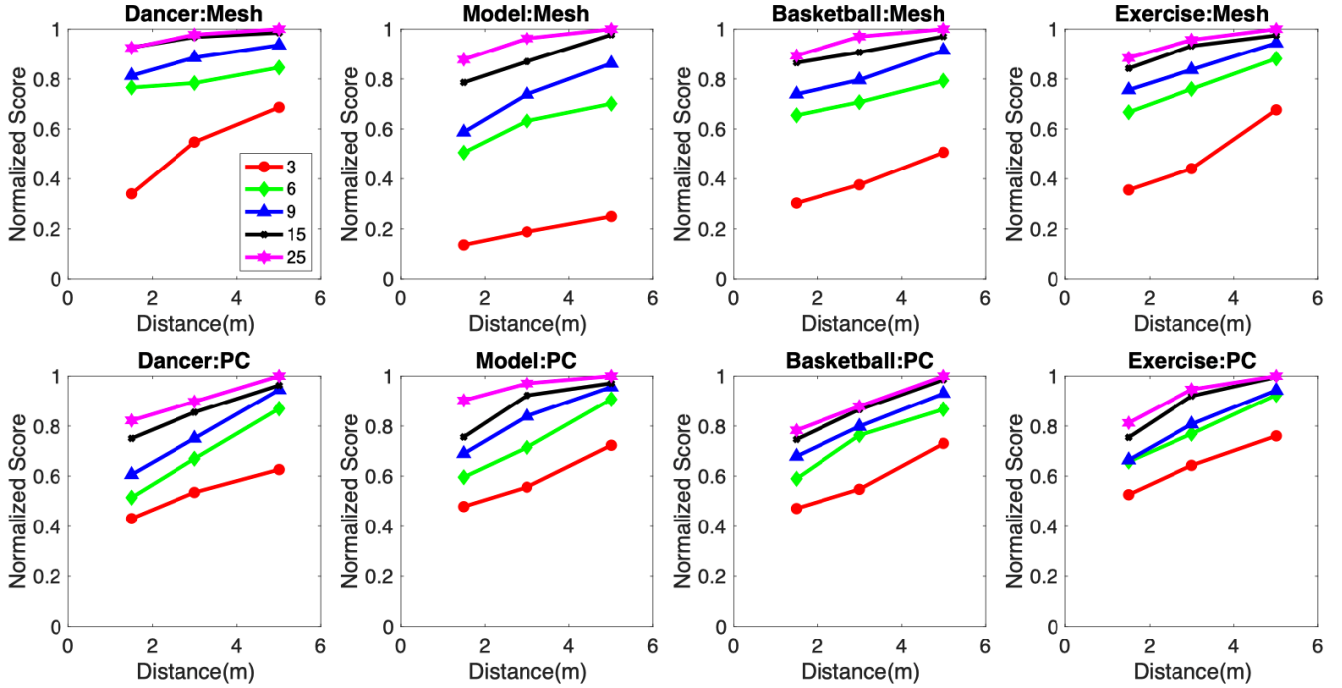 Dancer:Mesh
Model:Mesh
Basketball:Mesh
Exercise:Mesh
Normalized Score
1
0.8
0.6
0.4
0.2
0
0 2 4 6
Distance(m)
3
6
9
15
25
Normalized Score
1
0.8
0.6
0.4
0.2
0
0 2 4 6
Distance(m)
Normalized Score
1
0.8
0.6
0.4
0.2
0
0 2 4 6
Distance(m)
Normalized Score
1
0.8
0.6
0.4
0.2
0
0 2 4 6
Distance(m)
Dancer:PC
Model:PC
Basketball:PC
Exercise:PC
Normalized Score
1
0.8
0.6
0.4
0.2
0
0 2 4 6
Distance(m)
Normalized Score
1
0.8
0.6
0.4
0.2
0
0 2 4 6
Distance(m)
Normalized Score
1
0.8
0.6
0.4
0.2
0
0 2 4 6
Distance(m)
Normalized Score
1
0.8
0.6
0.4
0.2
0
0 2 4 6
Distance(m)